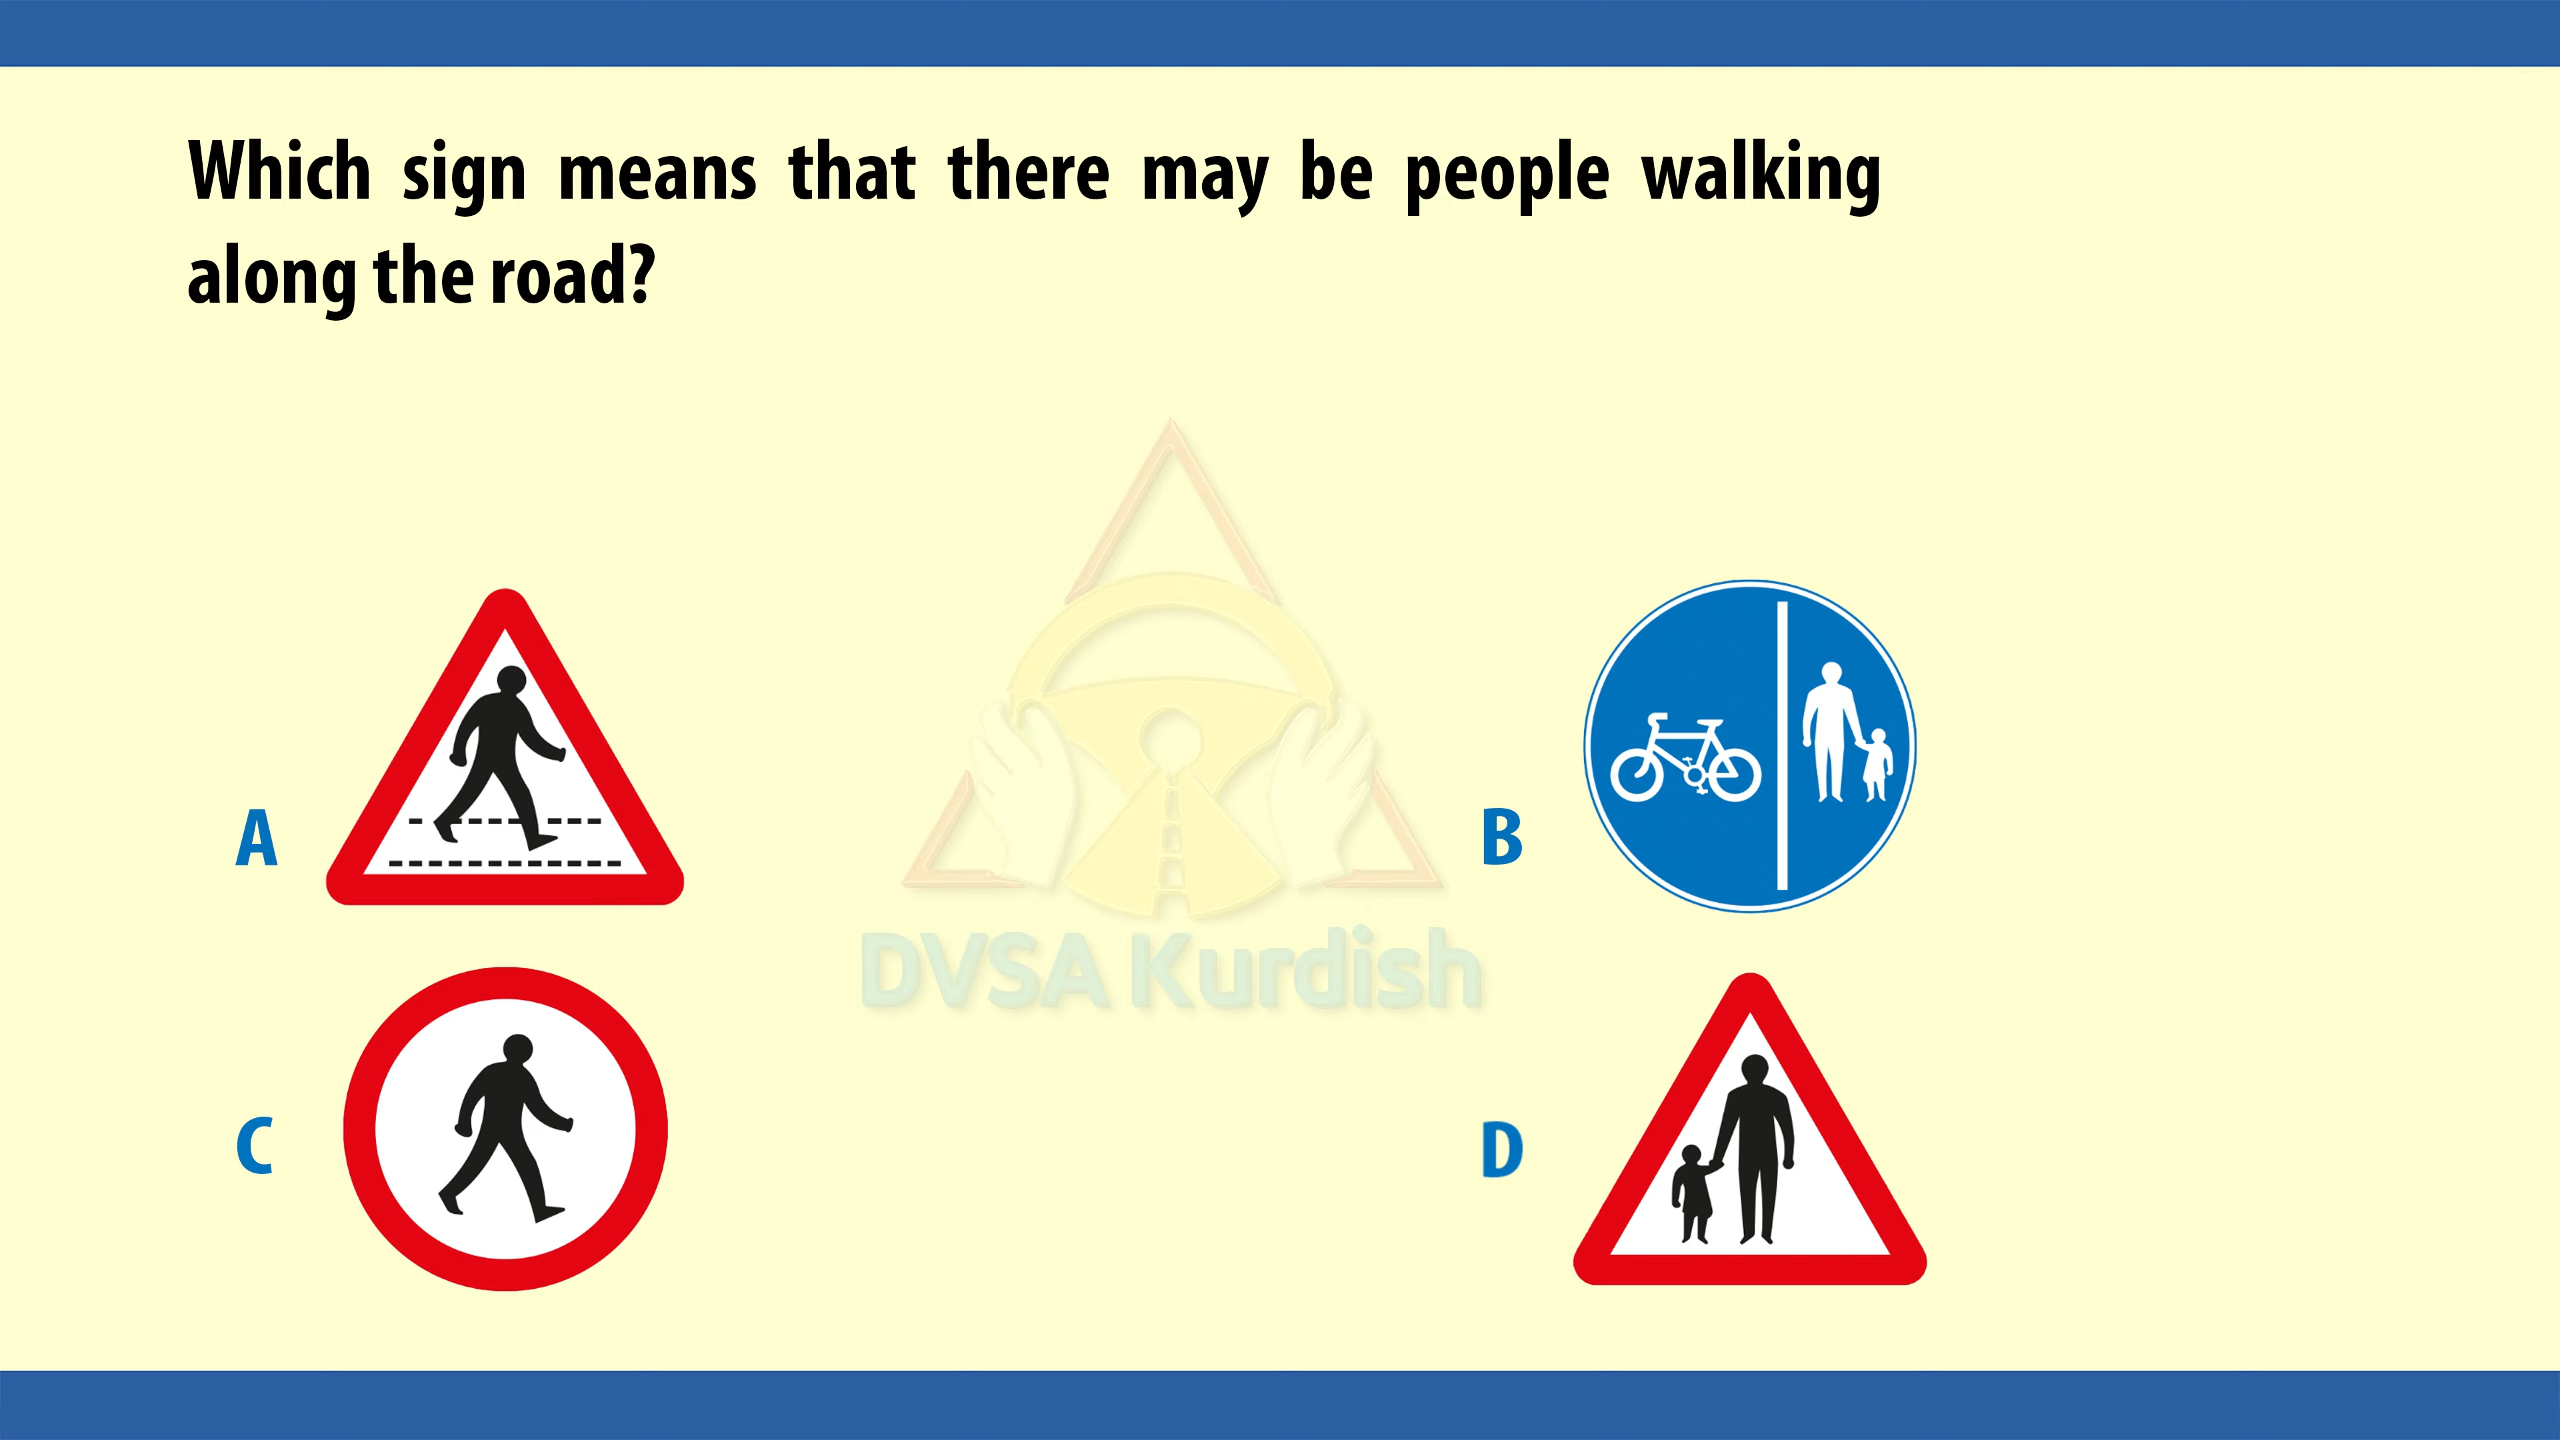 Which sign means that there may be people walking
along the road?
A
B
DVSA Kurdish
C
D